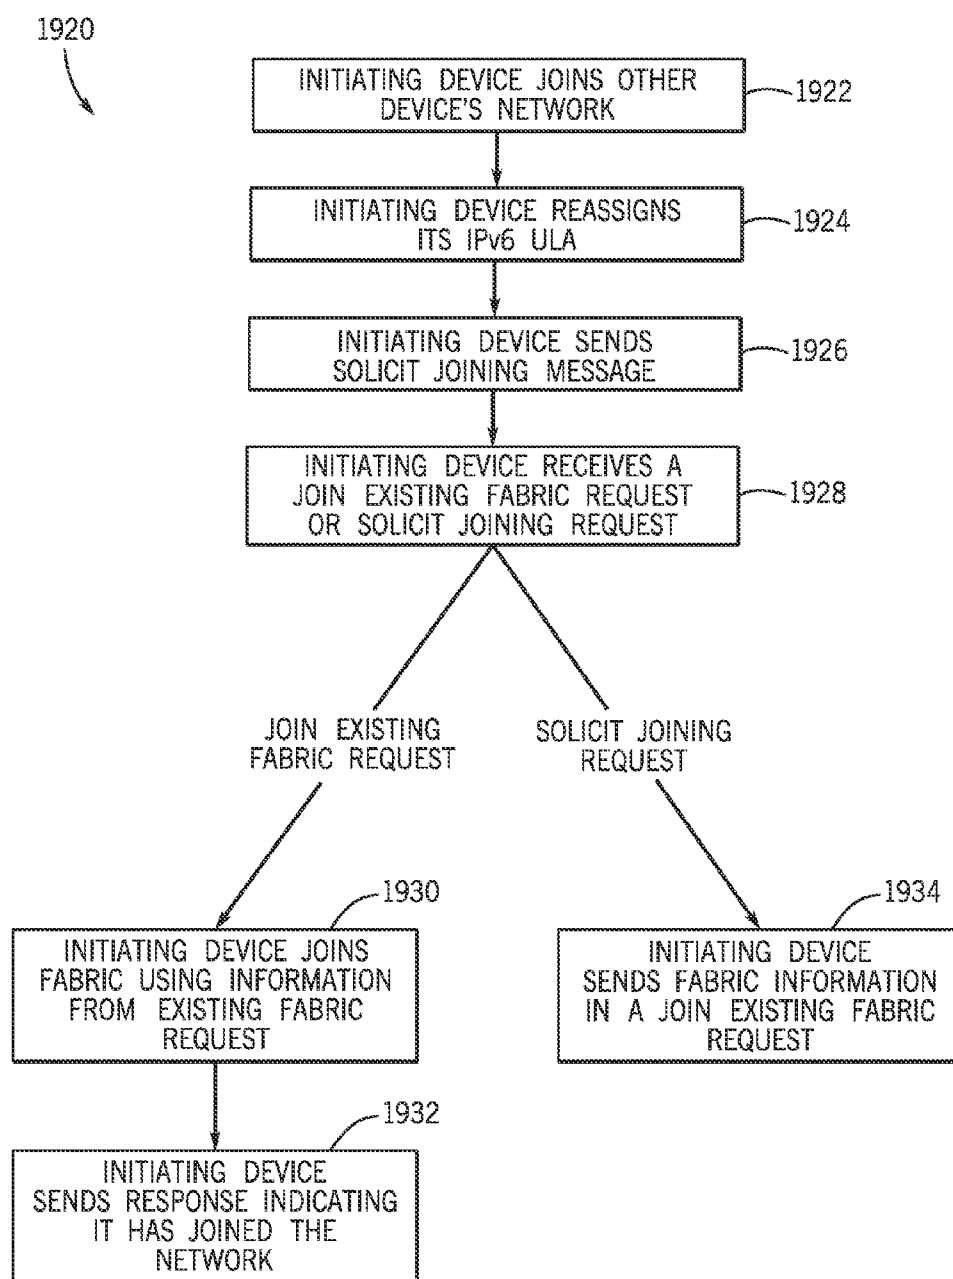 1920
INITIATING DEVICE JOINS OTHER
DEVICE'S NETWORK
1922
INITIATING DEVICE REASSIGNS
ITS IPv6 ULA
1924
INITIATING DEVICE SENDS
SOLICIT JOINING MESSAGE
1926
INITIATING DEVICE RECEIVES A
JOIN EXISTING FABRIC REQUEST
OR SOLICIT JOINING REQUEST
1928
JOIN EXISTING
FABRIC REQUEST
SOLICIT JOINING
REQUEST
1930
INITIATING DEVICE JOINS
FABRIC USING INFORMATION
FROM EXISTING FABRIC
REQUEST
1934
INITIATING DEVICE
SENDS FABRIC INFORMATION
IN A JOIN EXISTING FABRIC
REQUEST
1932
INITIATING DEVICE
SENDS RESPONSE INDICATING
IT HAS JOINED THE
NETWORK